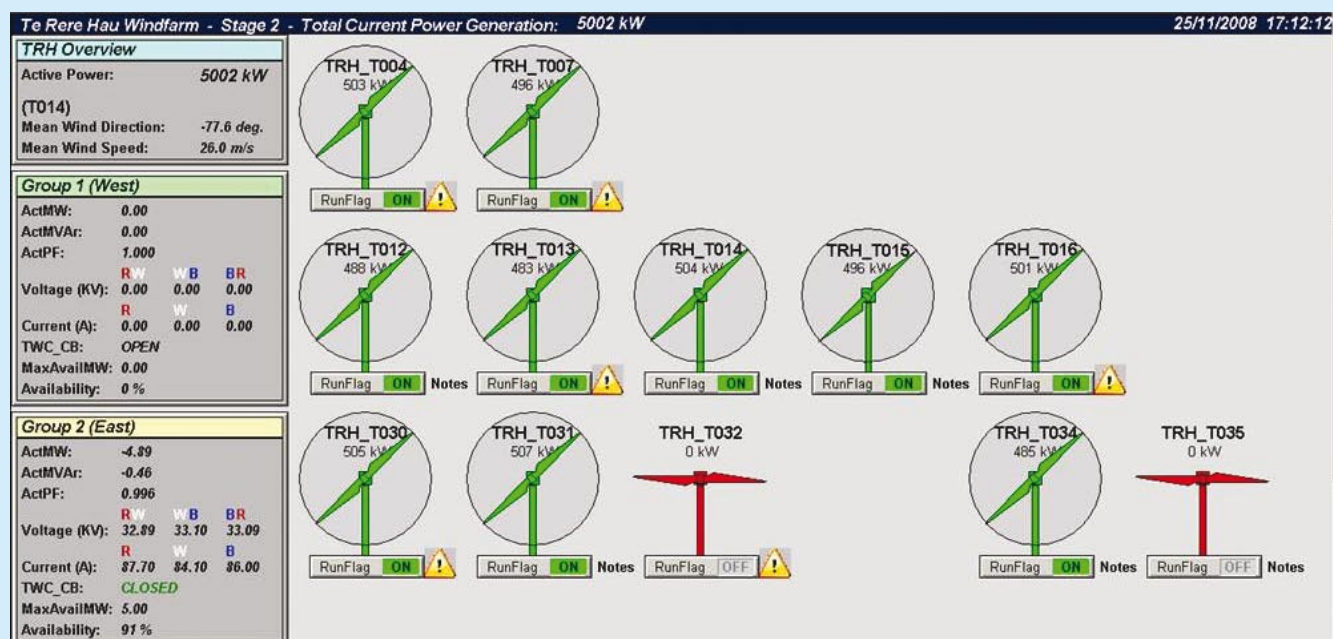 Te Rere Hau Windfarm - Stage 2 - Total Current Power Generation: 5002 kW 25/11/2008 17:12:12
TRH Overview
Active Power: 5002 kW
(T014)
Mean Wind Direction: -77.6 deg.
Mean Wind Speed: 26.0 m/s
Group 1 (West)
ActMW: 0.00
ActMVAr: 0.00
ActPF: 1.000
RW WB BR
Voltage (KV): 0.00 0.00 0.00
R W B
Current (A): 0.00 0.00 0.00
TWC_CB: OPEN
MaxAvailMW: 0.00
Availability: 0 %
Group 2 (East)
ActMW: -4.89
ActMVAr: -0.46
ActPF: 0.996
RW WB BR
Voltage (KV): 32.89 33.10 33.09
R W B
Current (A): 87.70 84.10 86.00
TWC_CB: CLOSED
MaxAvailMW: 5.00
Availability: 91 %
TRH_T004 TRH_T007
503 kW 496 kW
RunFlag ON ! RunFlag ON !
TRH_T012 TRH_T013 TRH_T014 TRH_T015 TRH_T016
488 kW 483 kW 504 kW 496 kW 501 kW
RunFlag ON Notes RunFlag ON ! RunFlag ON Notes RunFlag ON Notes RunFlag ON !
TRH_T030 TRH_T031 TRH_T032 TRH_T034 TRH_T035
505 kW 507 kW 0 kW 485 kW 0 kW
RunFlag ON ! RunFlag ON Notes RunFlag OFF ! RunFlag ON Notes RunFlag OFF Notes